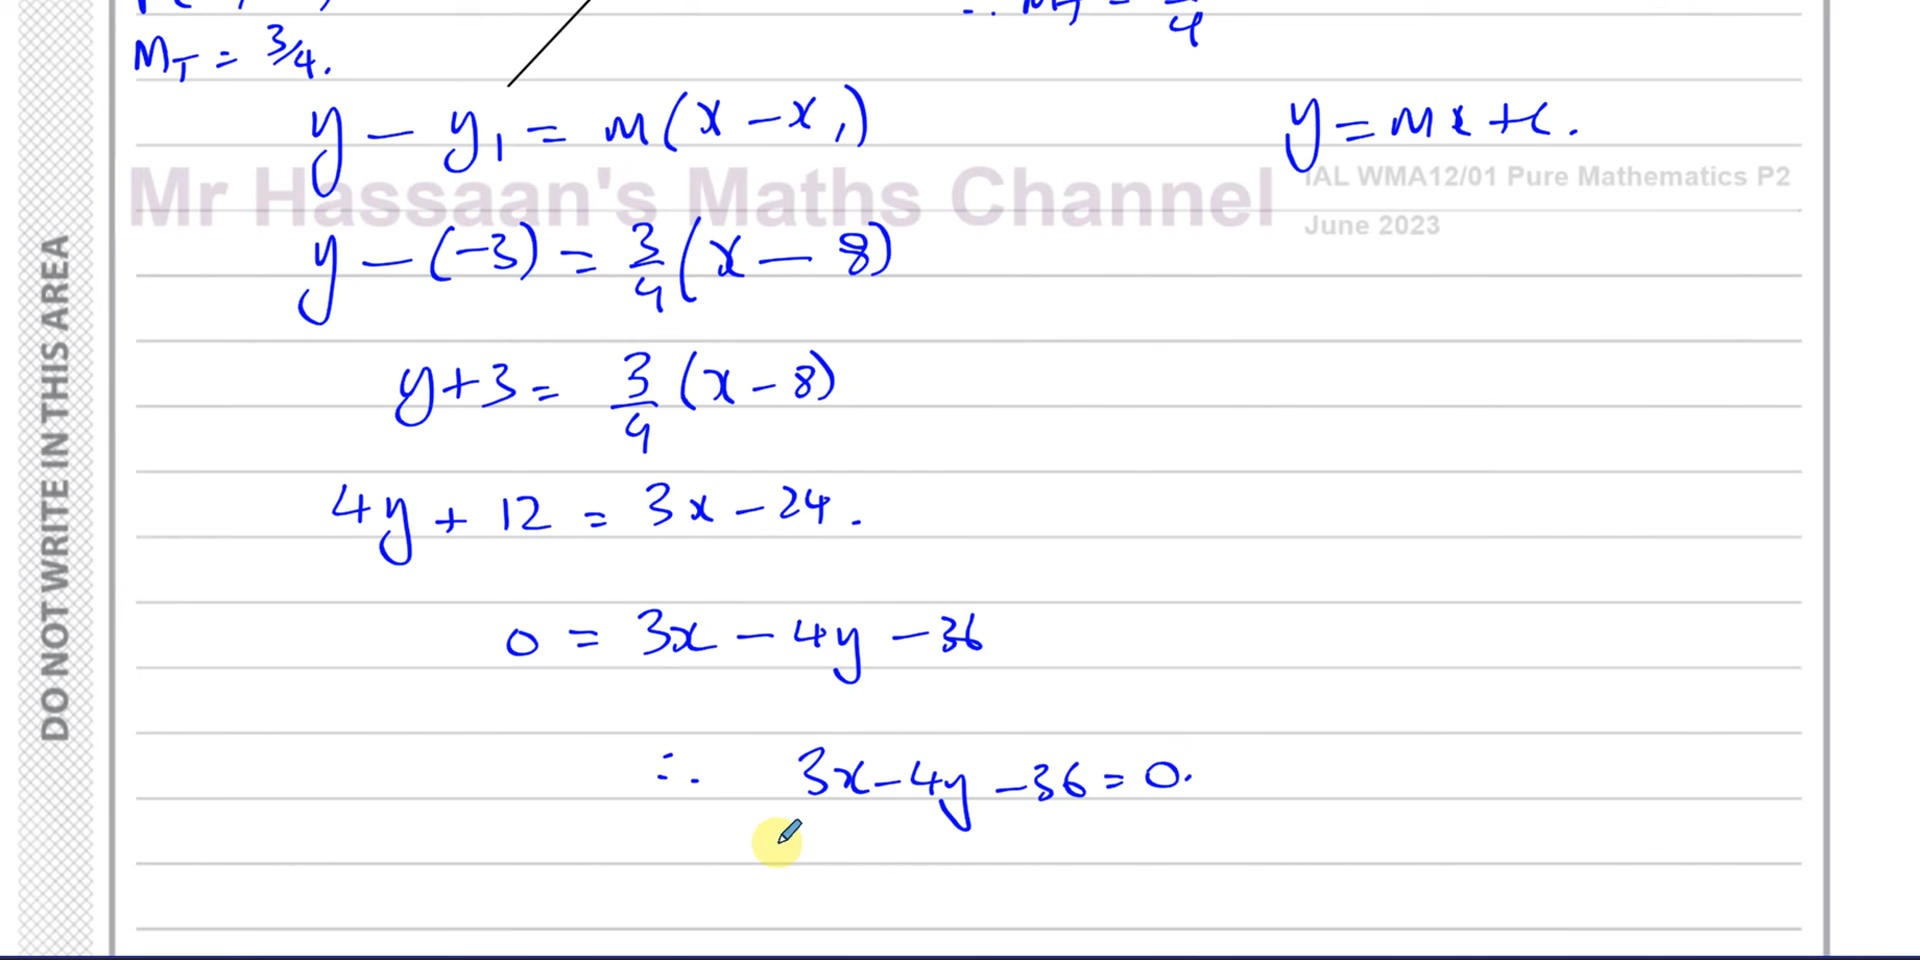 M_T = 3/4.
y - y₁ = m(x - x₁)
y = mx + c.
Mr Hassaan's Maths Channel
IAL WMA12/01 Pure Mathematics P2
June 2023
y - (-3) = 3/4 (x - 8)
y + 3 = 3/4 (x - 8)
4y + 12 = 3x - 24.
0 = 3x - 4y - 36
∴ 3x - 4y - 36 = 0.
DO NOT WRITE IN THIS AREA